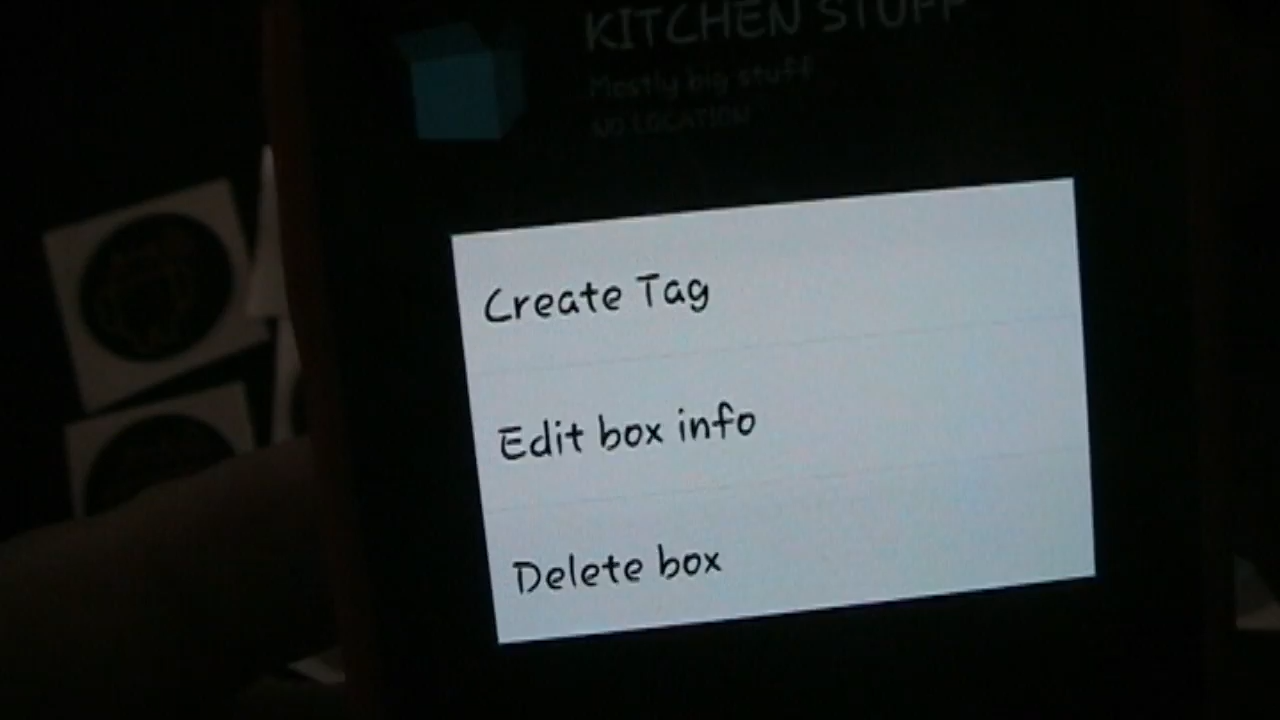 KITCHEN STUFF
Mostly big stuff
NO LOCATION
Create Tag
Edit box info
Delete box